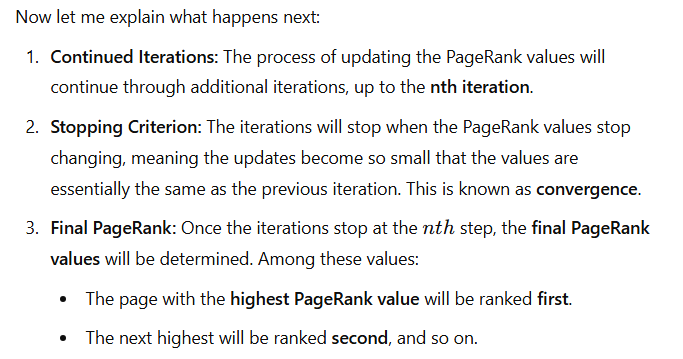 Now let me explain what happens next:
1. Continued Iterations: The process of updating the PageRank values will
continue through additional iterations, up to the nth iteration.
2. Stopping Criterion: The iterations will stop when the PageRank values stop
changing, meaning the updates become so small that the values are
essentially the same as the previous iteration. This is known as convergence.
3. Final PageRank: Once the iterations stop at the nth step, the final PageRank
values will be determined. Among these values:
• The page with the highest PageRank value will be ranked first.
• The next highest will be ranked second, and so on.